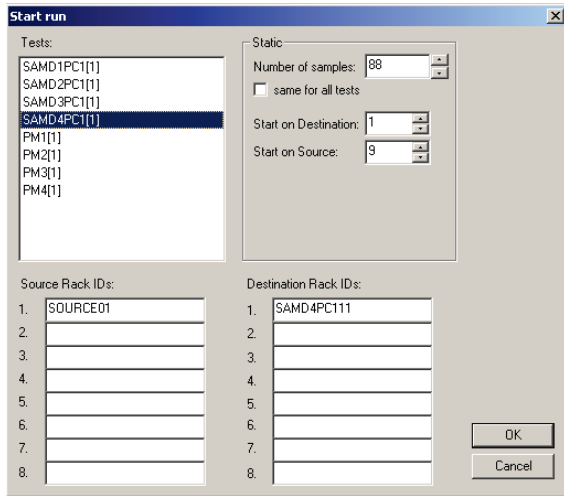 Start run
Tests:
SAMD1PC1[1]
SAMD2PC1[1]
SAMD3PC1[1]
SAMD4PC1[1]
PM1[1]
PM2[1]
PM3[1]
PM4[1]
Static
Number of samples: 88
same for all tests
Start on Destination: 1
Start on Source: 9
Source Rack IDs:
1. SOURCE01
2.
3.
4.
5.
6.
7.
8.
Destination Rack IDs:
1. SAMD4PC111
2.
3.
4.
5.
6.
7.
8.
OK
Cancel